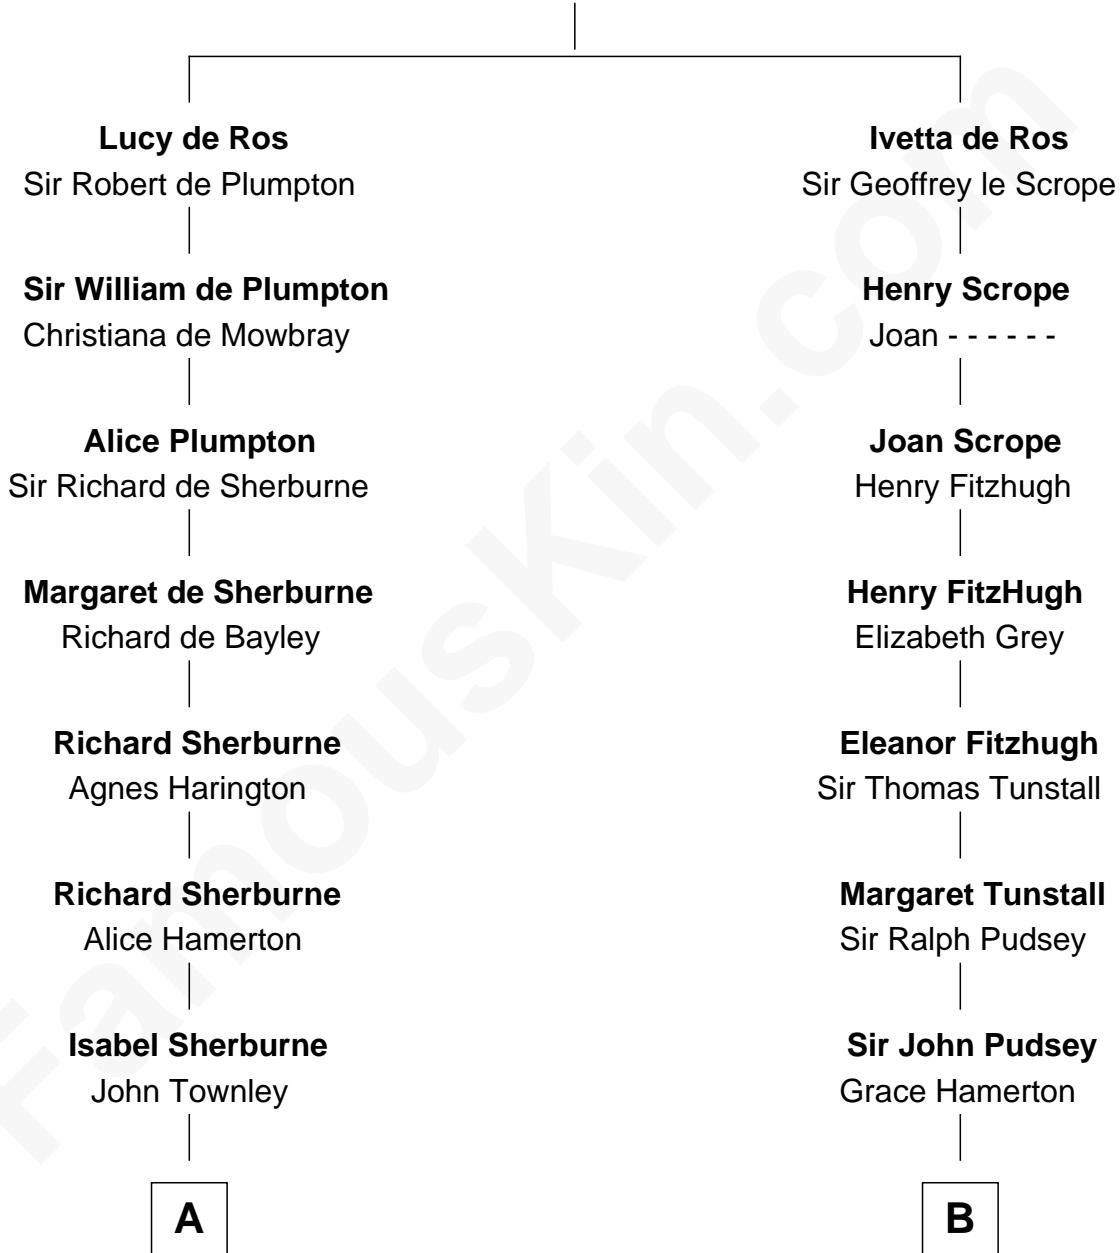 Lucy de Ros
Sir Robert de Plumpton
Sir William de Plumpton
Christiana de Mowbray
Alice Plumpton
Sir Richard de Sherburne
Margaret de Sherburne
Richard de Bayley
Richard Sherburne
Agnes Harington
Richard Sherburne
Alice Hamerton
Isabel Sherburne
John Townley
A
Ivetta de Ros
Sir Geoffrey le Scrope
Henry Scrope
Joan - - - - - -
Joan Scrope
Henry Fitzhugh
Henry FitzHugh
Elizabeth Grey
Eleanor Fitzhugh
Sir Thomas Tunstall
Margaret Tunstall
Sir Ralph Pudsey
Sir John Pudsey
Grace Hamerton
B
FamousKin.com